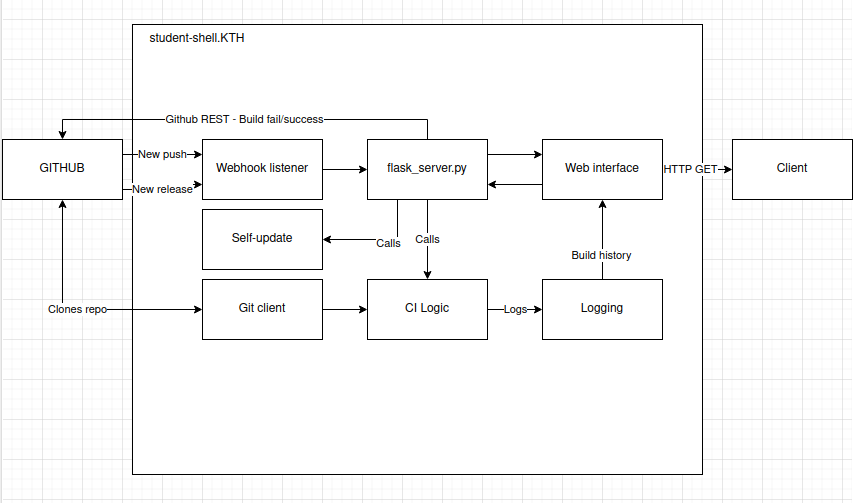 student-shell.KTH
Github REST - Build fail/success
New push
GITHUB
Webhook listener
flask_server.py
Web interface
HTTP GET
Client
New release
Self-update
Calls
Calls
Build history
Clones repo
Git client
CI Logic
Logs
Logging